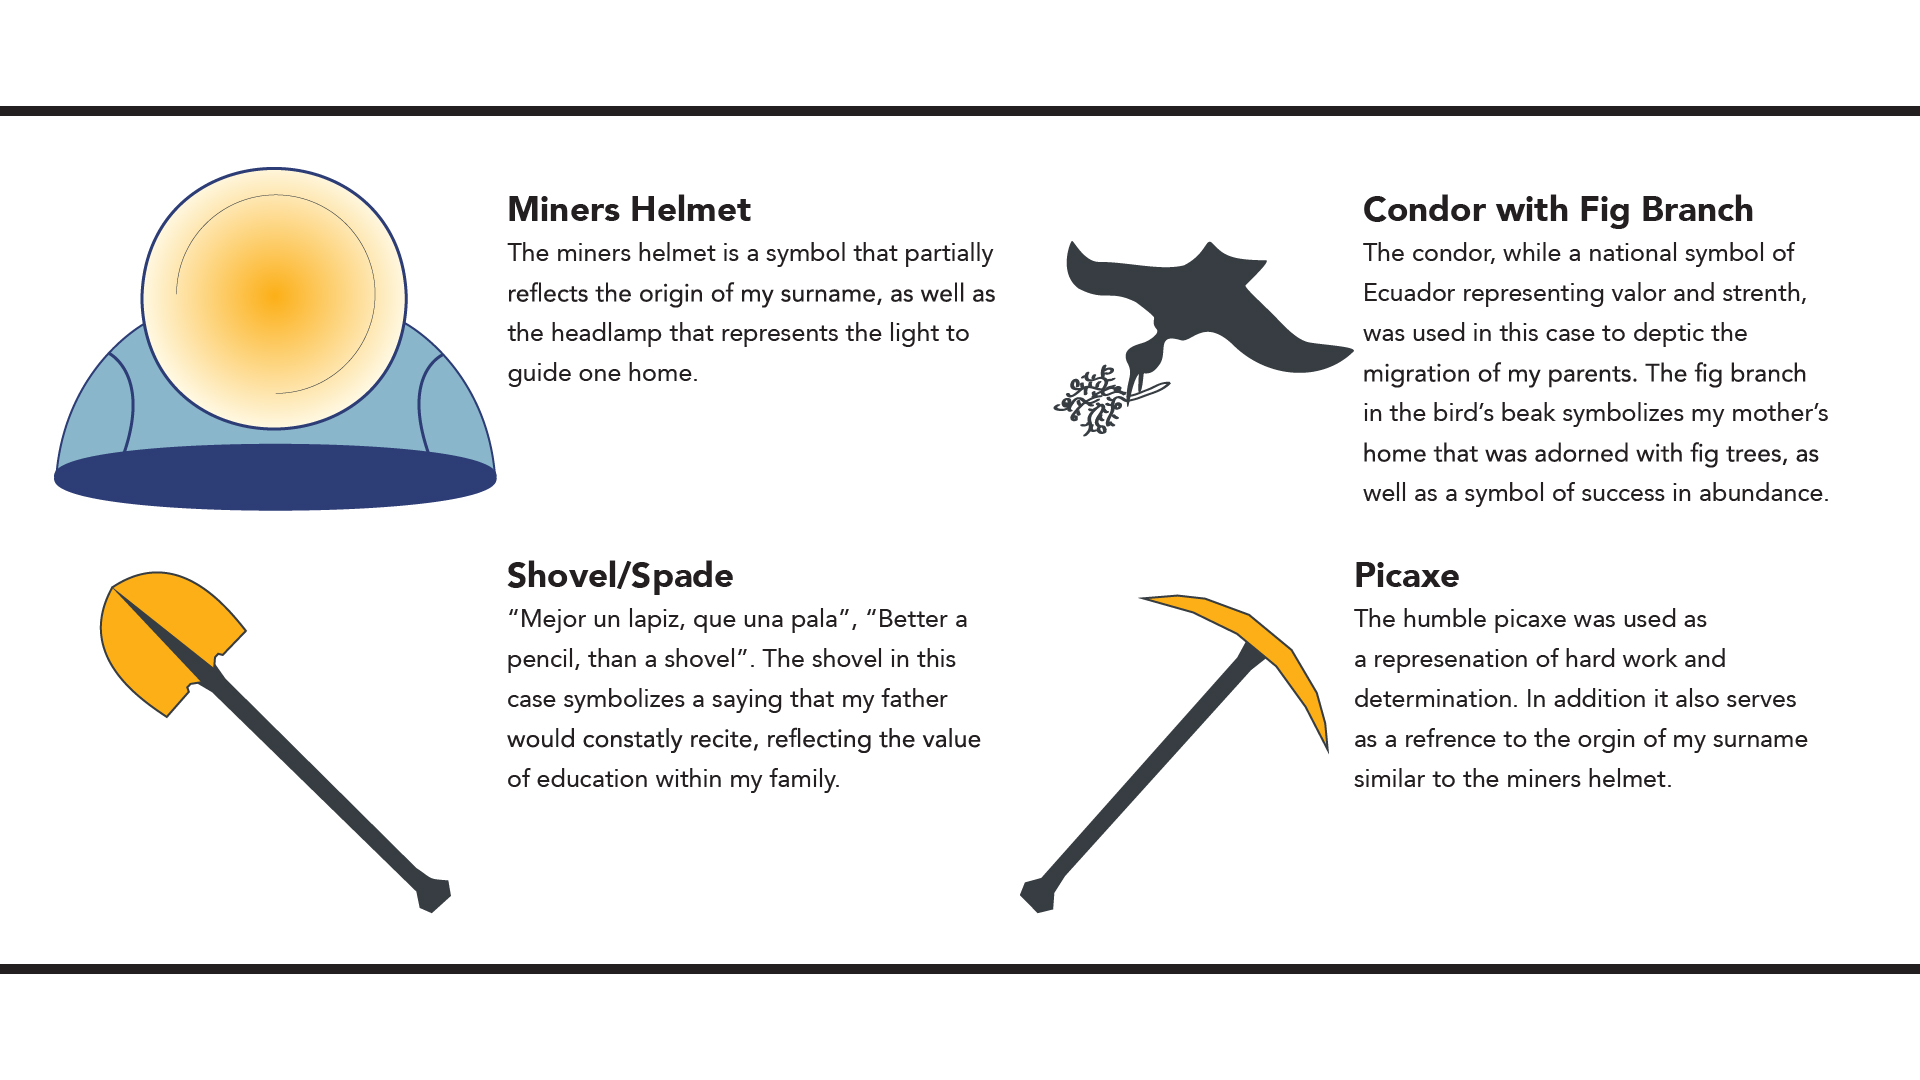 Miners Helmet
The miners helmet is a symbol that partially
reflects the origin of my surname, as well as
the headlamp that represents the light to
guide one home.
Condor with Fig Branch
The condor, while a national symbol of
Ecuador representing valor and strenth,
was used in this case to deptic the
migration of my parents. The fig branch
in the bird’s beak symbolizes my mother’s
home that was adorned with fig trees, as
well as a symbol of success in abundance.
Shovel/Spade
“Mejor un lapiz, que una pala”, “Better a
pencil, than a shovel”. The shovel in this
case symbolizes a saying that my father
would constatly recite, reflecting the value
of education within my family.
Picaxe
The humble picaxe was used as
a represenation of hard work and
determination. In addition it also serves
as a refrence to the orgin of my surname
similar to the miners helmet.